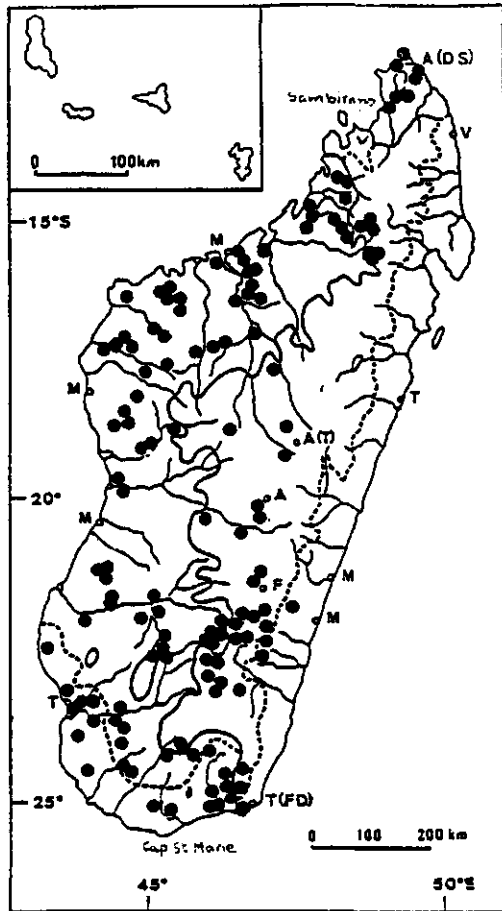 A(DS)
Sambirano
V
0 100km
15°S
M
M
T
A(T)
20°
A
M
F
M
M
T
25°
T(FD)
Cap St Marie
0 100 200 km
45° 50°E